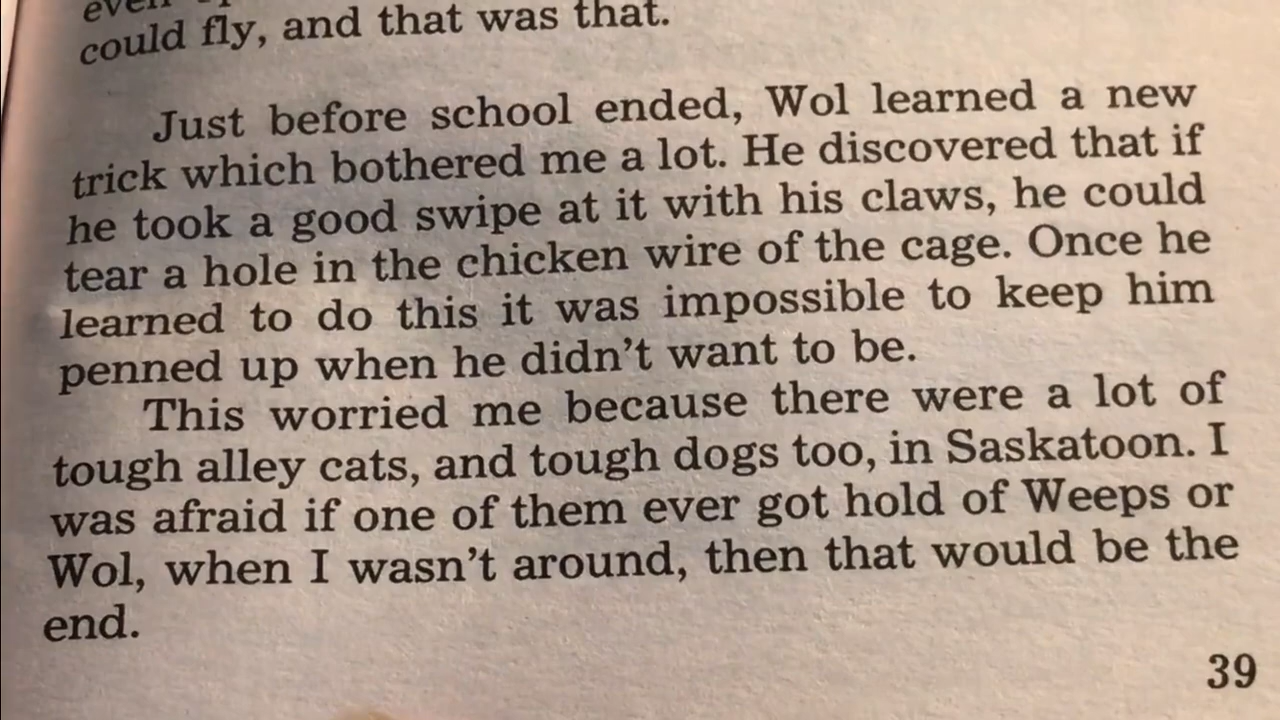 could fly, and that was that.
Just before school ended, Wol learned a new
trick which bothered me a lot. He discovered that if
he took a good swipe at it with his claws, he could
tear a hole in the chicken wire of the cage. Once he
learned to do this it was impossible to keep him
penned up when he didn't want to be.
This worried me because there were a lot of
tough alley cats, and tough dogs too, in Saskatoon. I
was afraid if one of them ever got hold of Weeps or
Wol, when I wasn't around, then that would be the
end.
39